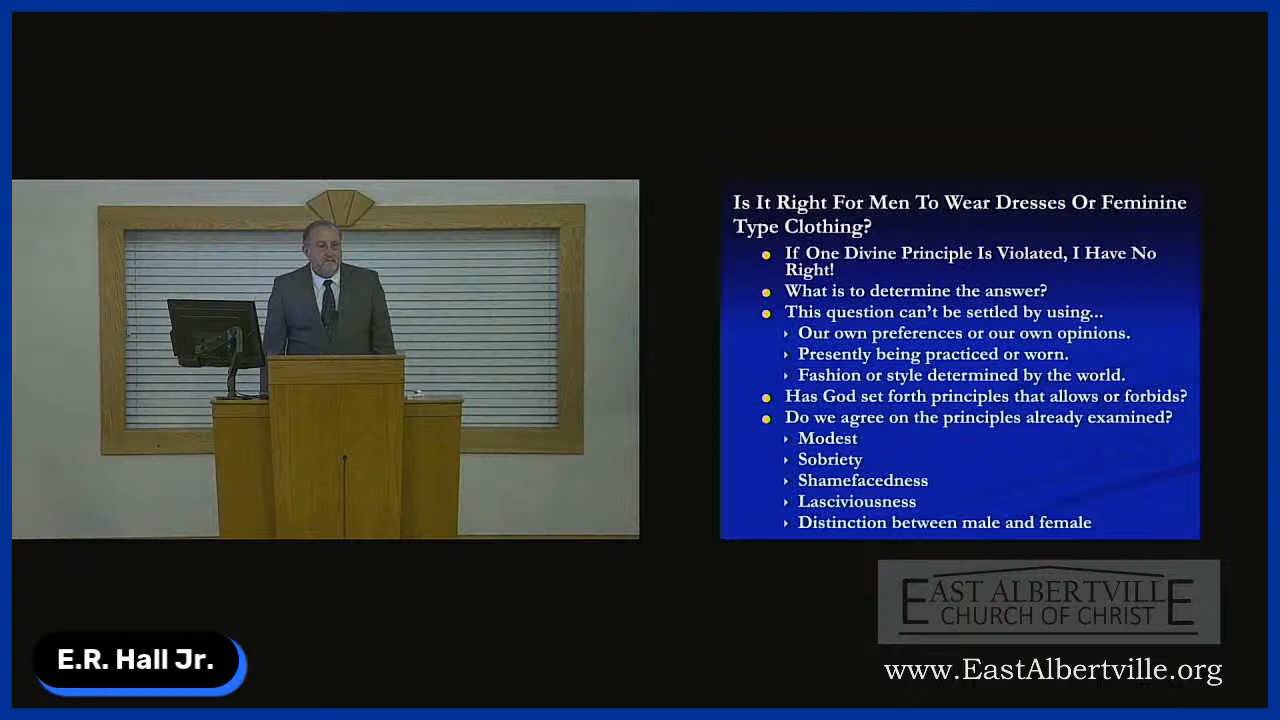 Is It Right For Men To Wear Dresses Or Feminine
Type Clothing?
If One Divine Principle Is Violated, I Have No
Right!
What is to determine the answer?
This question can't be settled by using...
Our own preferences or our own opinions.
Presently being practiced or worn.
Fashion or style determined by the world.
Has God set forth principles that allows or forbids?
Do we agree on the principles already examined?
Modest
Sobriety
Shamefacedness
Lasciviousness
Distinction between male and female
EAST ALBERTVILLE
CHURCH OF CHRIST
www.EastAlbertville.org
E.R. Hall Jr.